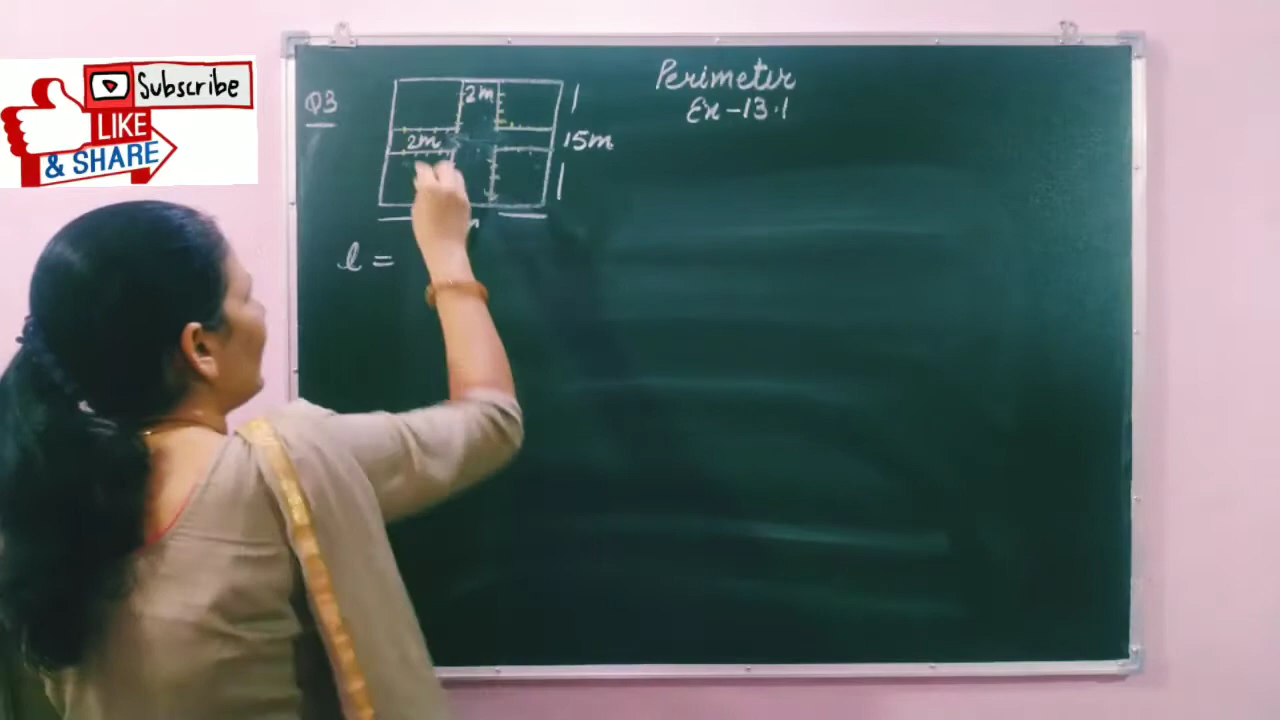 Subscribe
LIKE
& SHARE
Perimeter
Ex-13.1
Q3
2m
2m
15m
l =